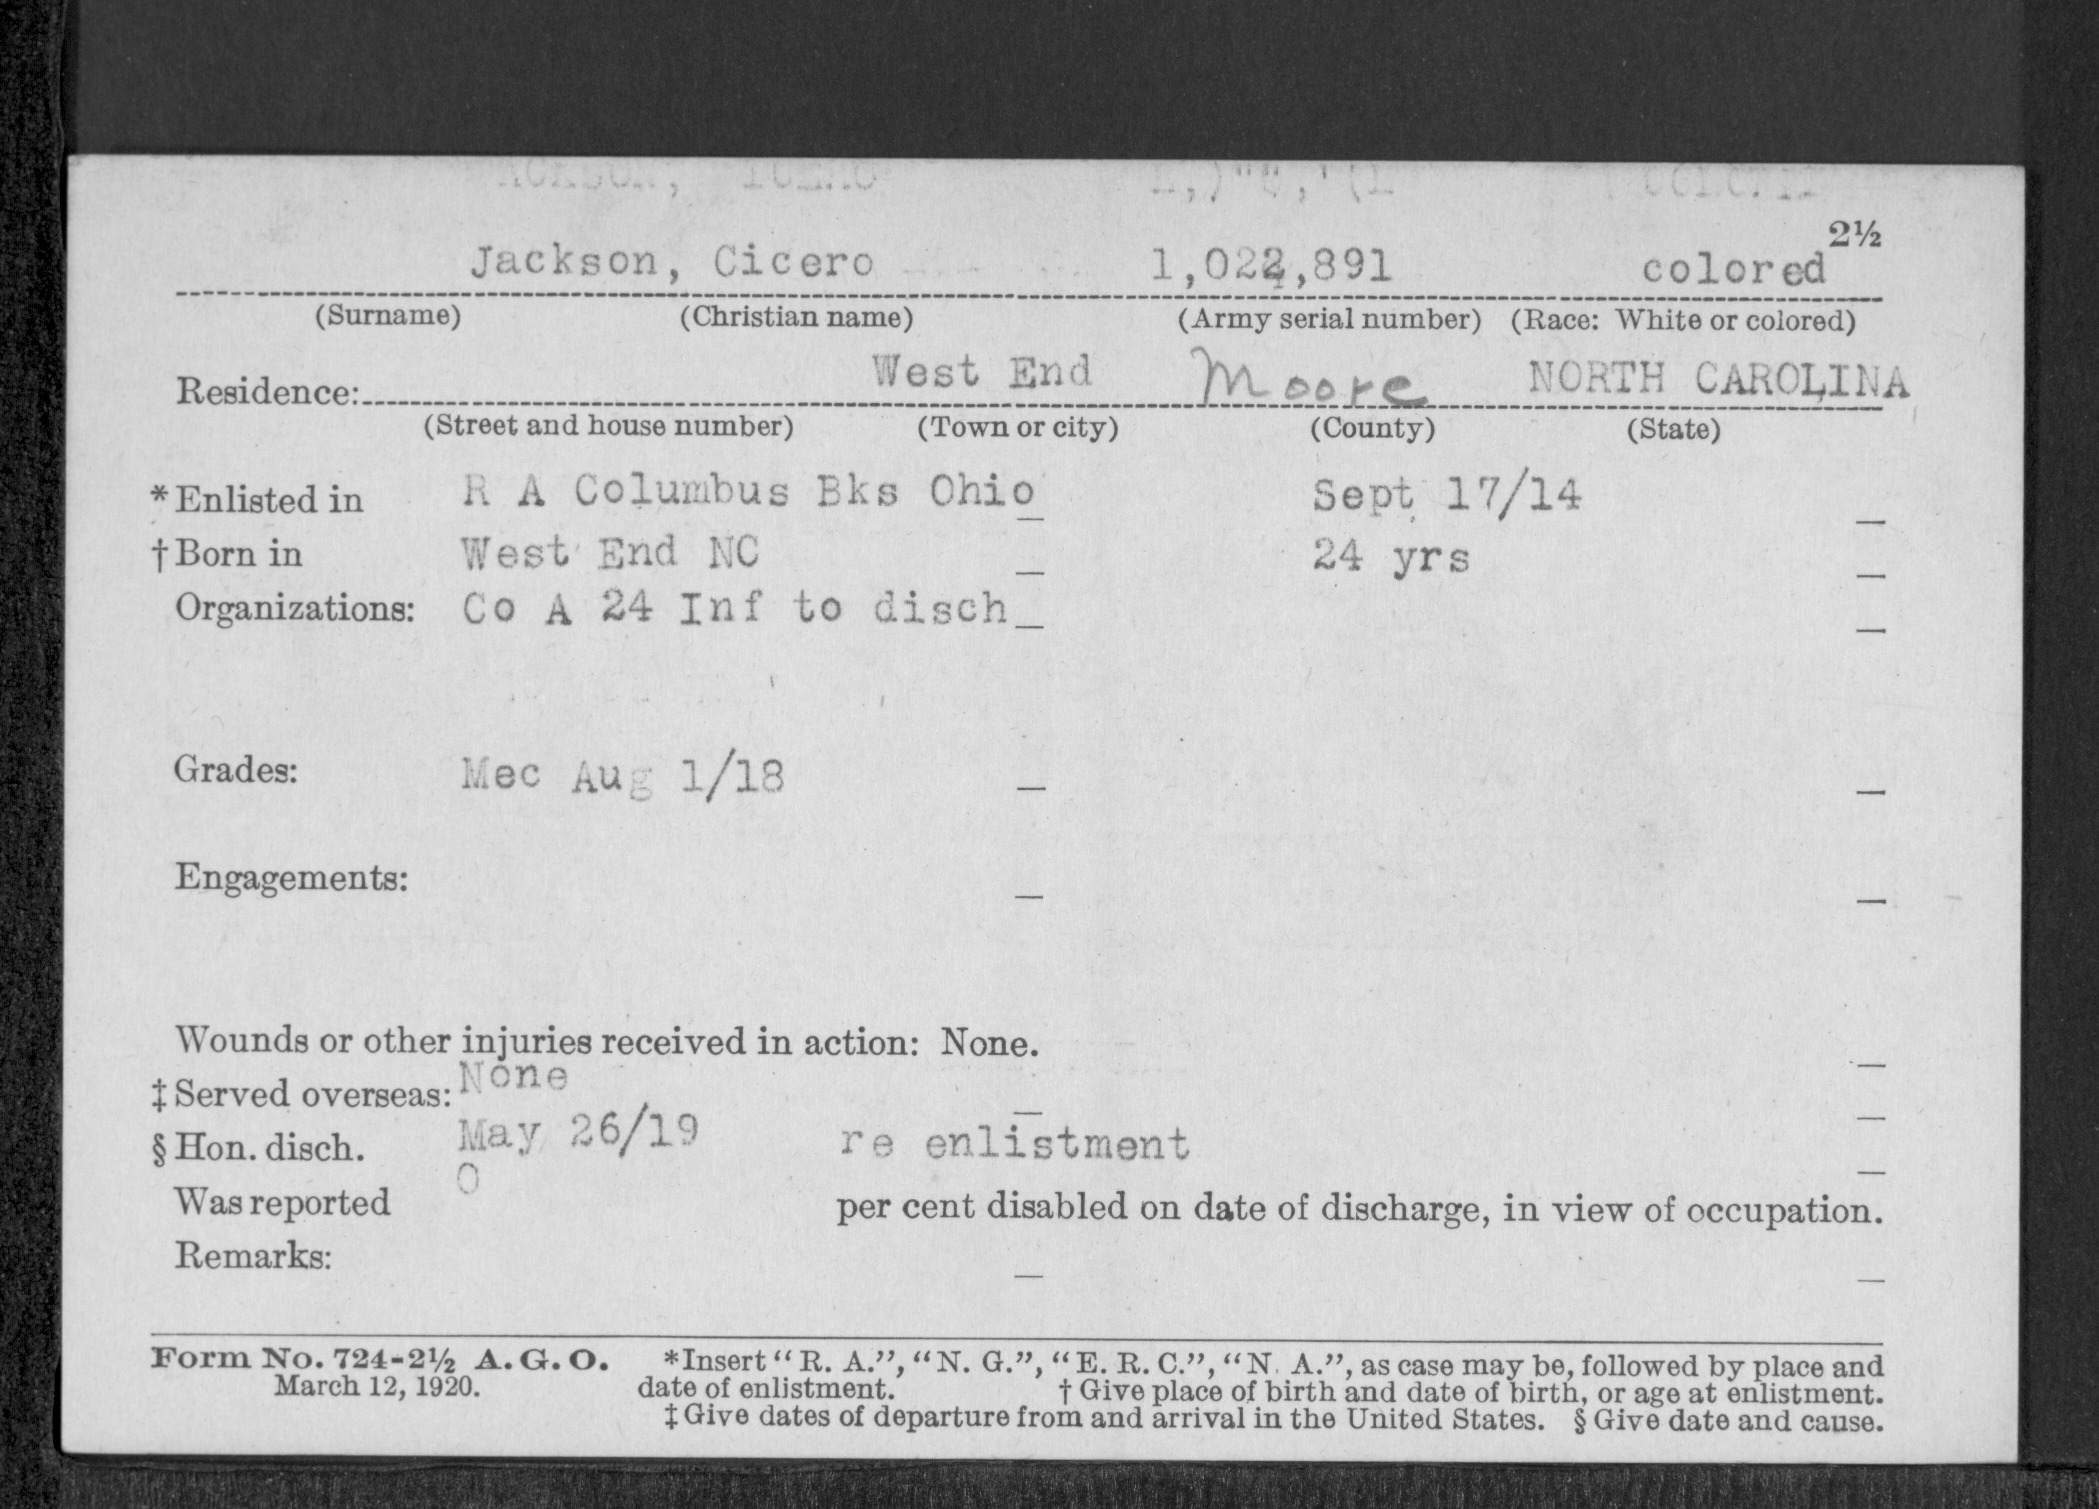 2½
Jackson, Cicero 1,022,891 colored
(Surname) (Christian name) (Army serial number) (Race: White or colored)
Residence: West End Moore NORTH CAROLINA
(Street and house number) (Town or city) (County) (State)
*Enlisted in R A Columbus Bks Ohio Sept 17/14
†Born in West End NC 24 yrs
Organizations: Co A 24 Inf to disch
Grades: Mec Aug 1/18
Engagements:
Wounds or other injuries received in action: None.
‡Served overseas: None
§Hon. disch. May 26/19 re enlistment
Was reported 0 per cent disabled on date of discharge, in view of occupation.
Remarks:
Form No. 724-2½ A.G.O. *Insert "R. A.", "N. G.", "E. R. C.", "N. A.", as case may be, followed by place and
March 12, 1920. date of enlistment. †Give place of birth and date of birth, or age at enlistment.
‡Give dates of departure from and arrival in the United States. §Give date and cause.